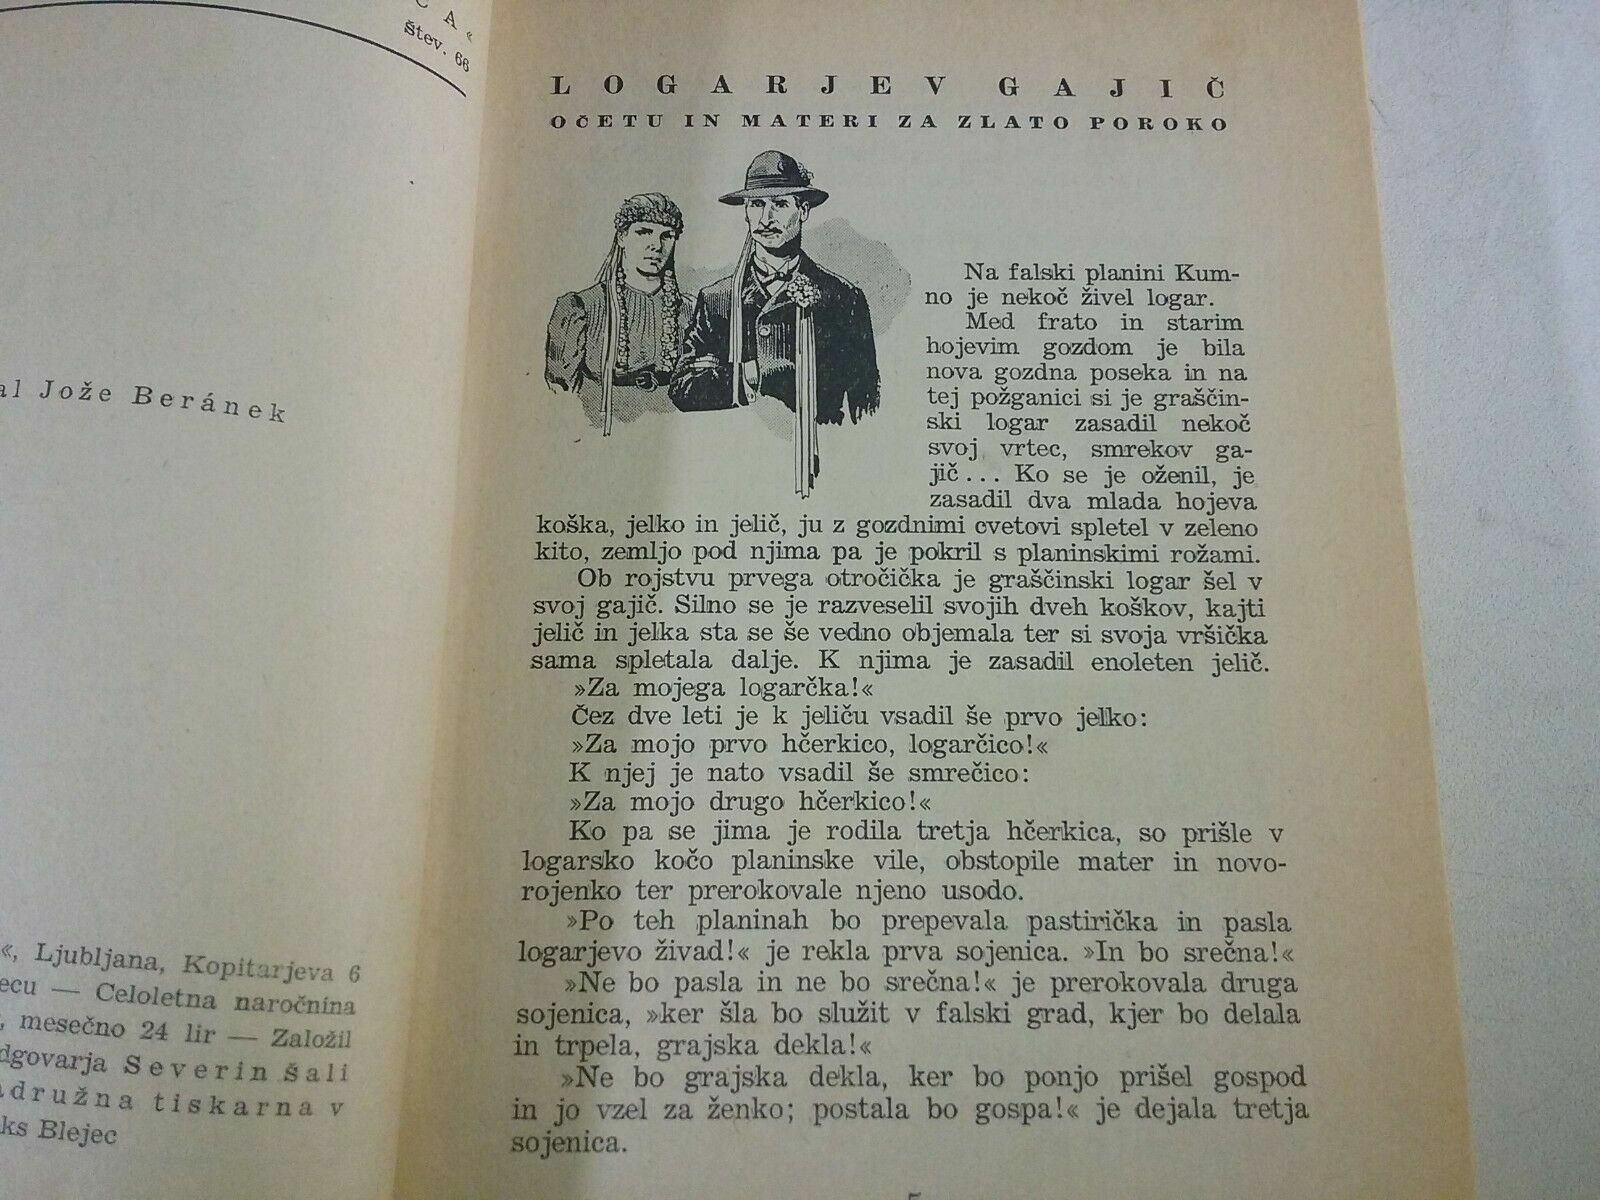 C A«
štev. 66
Jože Beránek
«, Ljubljana, Kopitarjeva 6
— Celoletna naročnina
mesečno 24 lir — Založil
Severin Šali
tiskarna v
Blejec
LOGARJEV GAJIČ
OČETU IN MATERI ZA ZLATO POROKO
Na falski planini Kum-
no je nekoč živel logar.
Med frato in starim
hojevim gozdom je bila
nova gozdna poseka in na
tej požganici si je graščin-
ski logar zasadil nekoč
svoj vrtec, smrekov ga-
jič... Ko se je oženil, je
zasadil dva mlada hojeva
koška, jelko in jelič, ju z gozdnimi cvetovi spletel v zeleno
kito, zemljo pod njima pa je pokril s planinskimi rožami.
Ob rojstvu prvega otročička je graščinski logar šel v
svoj gajič. Silno se je razveselil svojih dveh koškov, kajti
jelič in jelka sta se še vedno objemala ter si svoja vršička
sama spletala dalje. K njima je zasadil enoleten jelič.
»Za mojega logarčka!«
Čez dve leti je k jeliču vsadil še prvo jelko:
»Za mojo prvo hčerkico, logarčico!«
K njej je nato vsadil še smrečico:
»Za mojo drugo hčerkico!«
Ko pa se jima je rodila tretja hčerkica, so prišle v
logarsko kočo planinske vile, obstopile mater in novo-
rojenko ter prerokovale njeno usodo.
»Po teh planinah bo prepevala pastirička in pasla
logarjevo živad!« je rekla prva sojenica. »In bo srečna!«
»Ne bo pasla in ne bo srečna!« je prerokovala druga
sojenica, »ker šla bo služit v falski grad, kjer bo delala
in trpela, grajska dekla!«
»Ne bo grajska dekla, ker bo ponjo prišel gospod
in jo vzel za ženko; postala bo gospa!« je dejala tretja
sojenica.